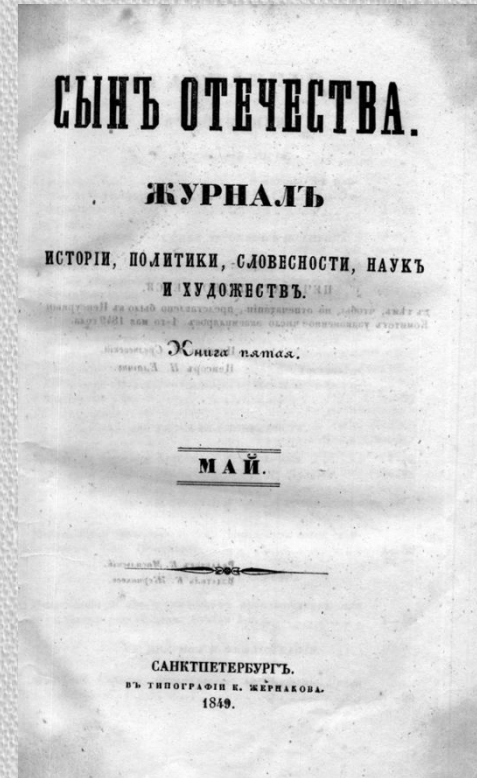 СЫНЪ ОТЕЧЕСТВА.
ЖУРНАЛЪ
ИСТОРІИ, ПОЛИТИКИ, СЛОВЕСНОСТИ, НАУКЪ
И ХУДОЖЕСТВЪ.
Книга пятая.
МАЙ.
САНКТПЕТЕРБУРГЪ.
ВЪ ТИПОГРАФІИ К. ЖЕРНАКОВА.
1849.